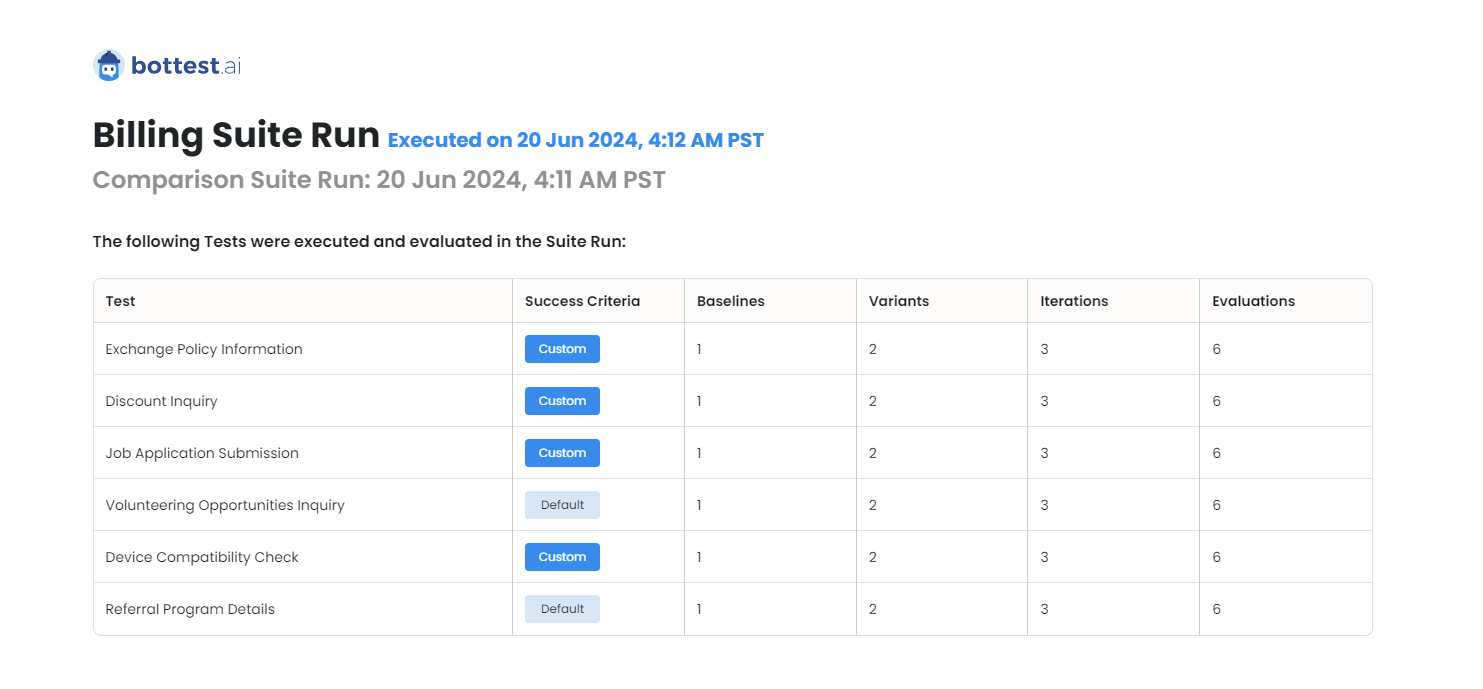 bottest.ai
Billing Suite Run Executed on 20 Jun 2024, 4:12 AM PST
Comparison Suite Run: 20 Jun 2024, 4:11 AM PST
The following Tests were executed and evaluated in the Suite Run:
Test Success Criteria Baselines Variants Iterations Evaluations
Exchange Policy Information Custom 1 2 3 6
Discount Inquiry Custom 1 2 3 6
Job Application Submission Custom 1 2 3 6
Volunteering Opportunities Inquiry Default 1 2 3 6
Device Compatibility Check Custom 1 2 3 6
Referral Program Details Default 1 2 3 6